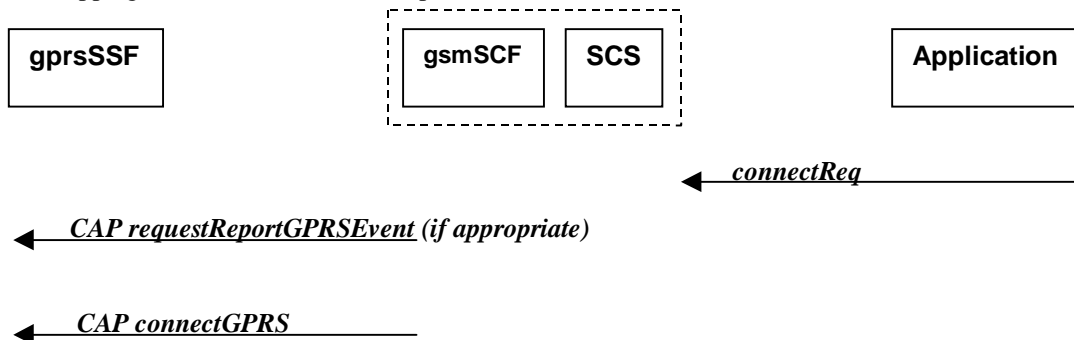 gprsSSF
gsmSCF
SCS
Application
connectReq
CAP requestReportGPRSEvent (if appropriate)
CAP connectGPRS